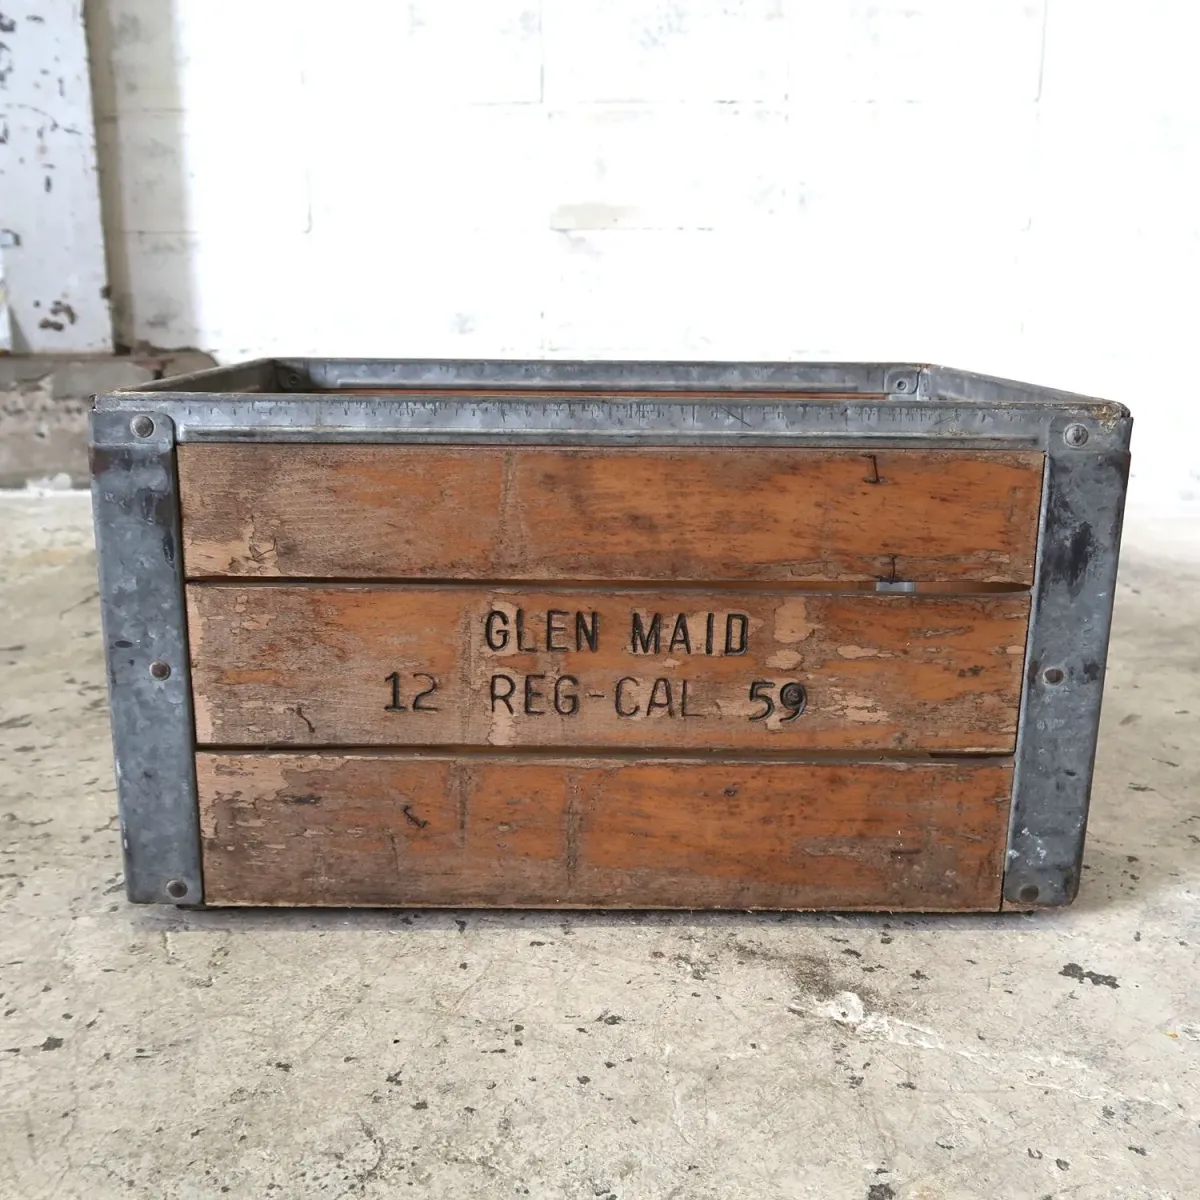 GLEN MAID
12 REG-CAL 59